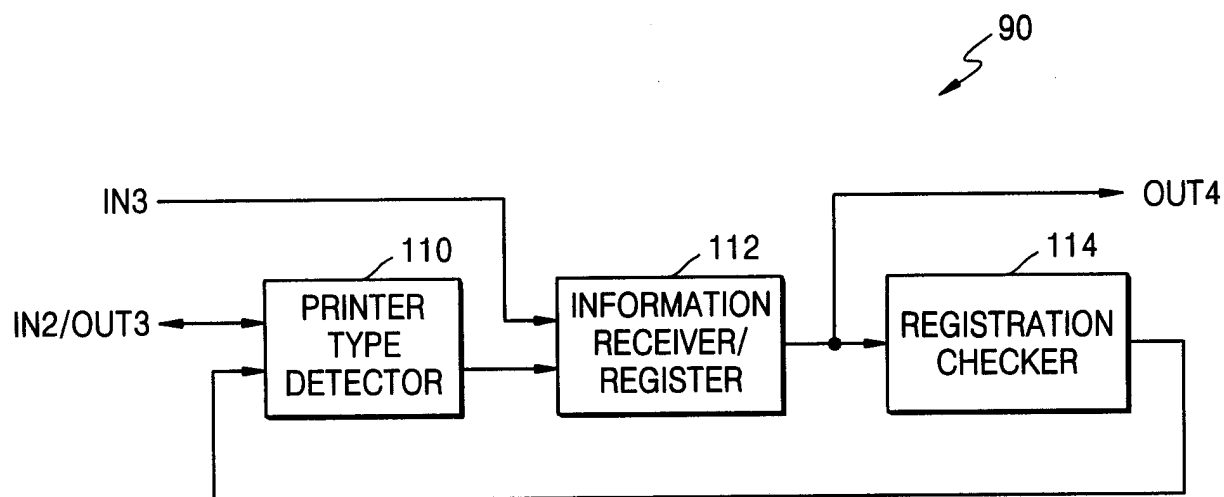 90
IN3
OUT4
110
112
114
IN2/OUT3
PRINTER
TYPE
DETECTOR
INFORMATION
RECEIVER/
REGISTER
REGISTRATION
CHECKER